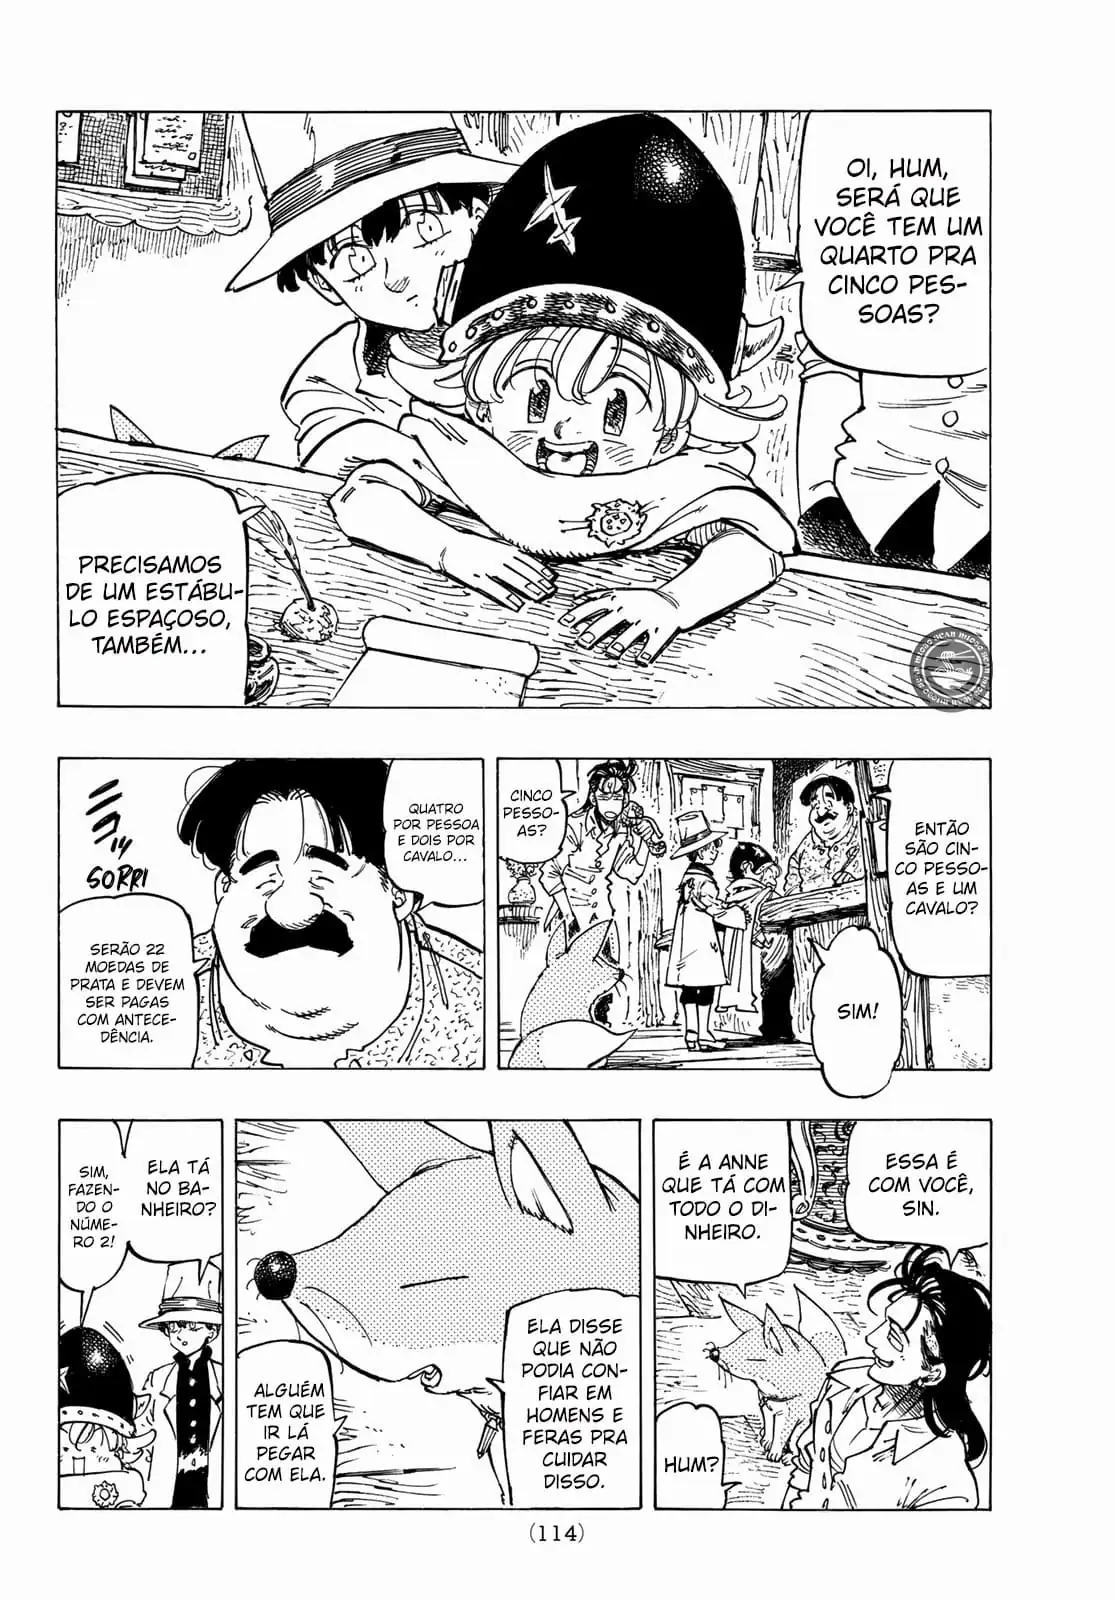 OI, HUM,
SERÁ QUE
VOCÊ TEM UM
QUARTO PRA
CINCO PES-
SOAS?
PRECISAMOS
DE UM ESTÁBU-
LO ESPAÇOSO,
TAMBÉM...
ENTÃO
SÃO CIN-
CO PESSO-
AS E UM
CAVALO?
SIM!
CINCO
PESSO-
AS?
QUATRO
POR PESSOA
E DOIS POR
CAVALO...
SORRI
SERÃO 22
MOEDAS DE
PRATA E DEVEM
SER PAGAS
COM ANTECE-
DÊNCIA.
ESSA É
COM VOCÊ,
SIN.
É A ANNE
QUE TÁ COM
TODO O DI-
NHEIRO.
HUM?
ELA DISSE
QUE NÃO
PODIA CON-
FIAR EM
HOMENS E
FERAS PRA
CUIDAR
DISSO.
ALGUÉM
TEM QUE
IR LÁ
PEGAR
COM ELA.
ELA TÁ
NO BA-
NHEIRO?
SIM,
FAZEN-
DO O
NÚME-
RO 2!
(114)